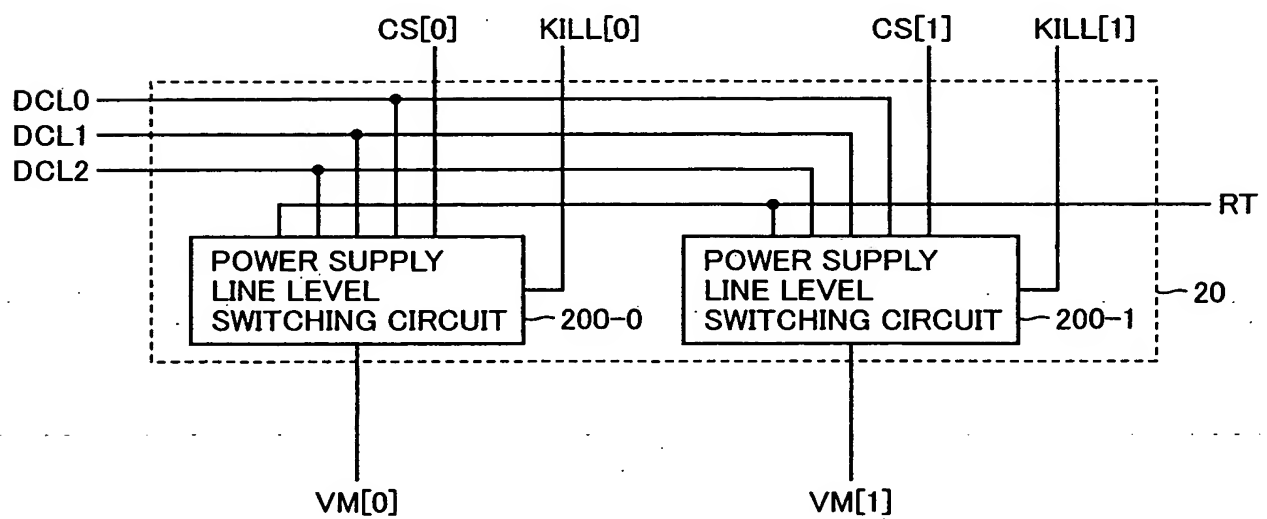 CS[0] KILL[0] CS[1] KILL[1]
DCL0
DCL1
DCL2
RT
POWER SUPPLY
LINE LEVEL
SWITCHING CIRCUIT
200-0
POWER SUPPLY
LINE LEVEL
SWITCHING CIRCUIT
200-1
20
VM[0] VM[1]